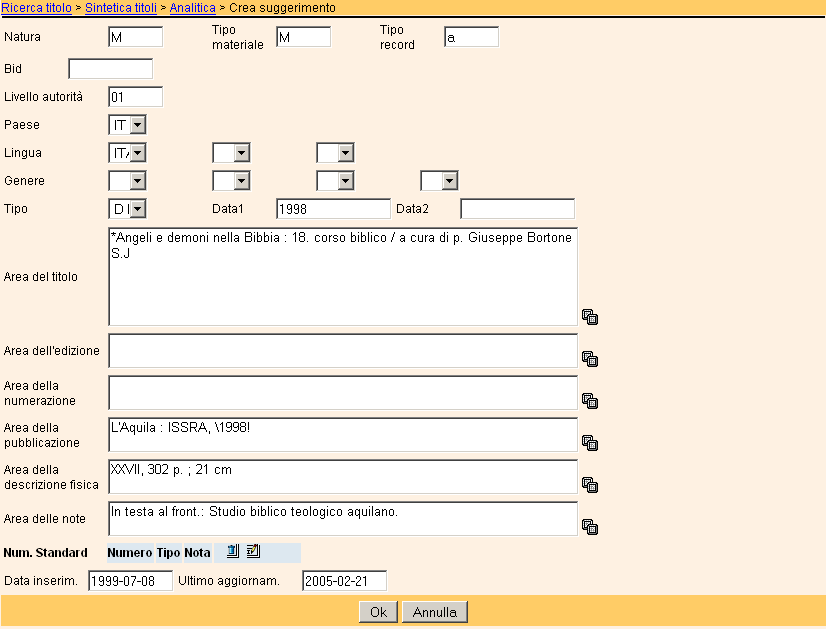 Ricerca titolo > Sintetica titoli > Analitica > Crea suggerimento
Natura M Tipo materiale M Tipo record a
Bid
Livello autorità 01
Paese IT
Lingua ITA
Genere
Tipo D Data1 1998 Data2
Area del titolo
*Angeli e demoni nella Bibbia : 18. corso biblico / a cura di p. Giuseppe Bortone
S.J
Area dell'edizione
Area della
numerazione
Area della
pubblicazione
L'Aquila : ISSRA, \1998!
Area della
descrizione fisica
XXVII, 302 p. ; 21 cm
Area delle note
In testa al front.: Studio biblico teologico aquilano.
Num. Standard Numero Tipo Nota
Data inserim. 1999-07-08 Ultimo aggiornam. 2005-02-21
Ok Annulla